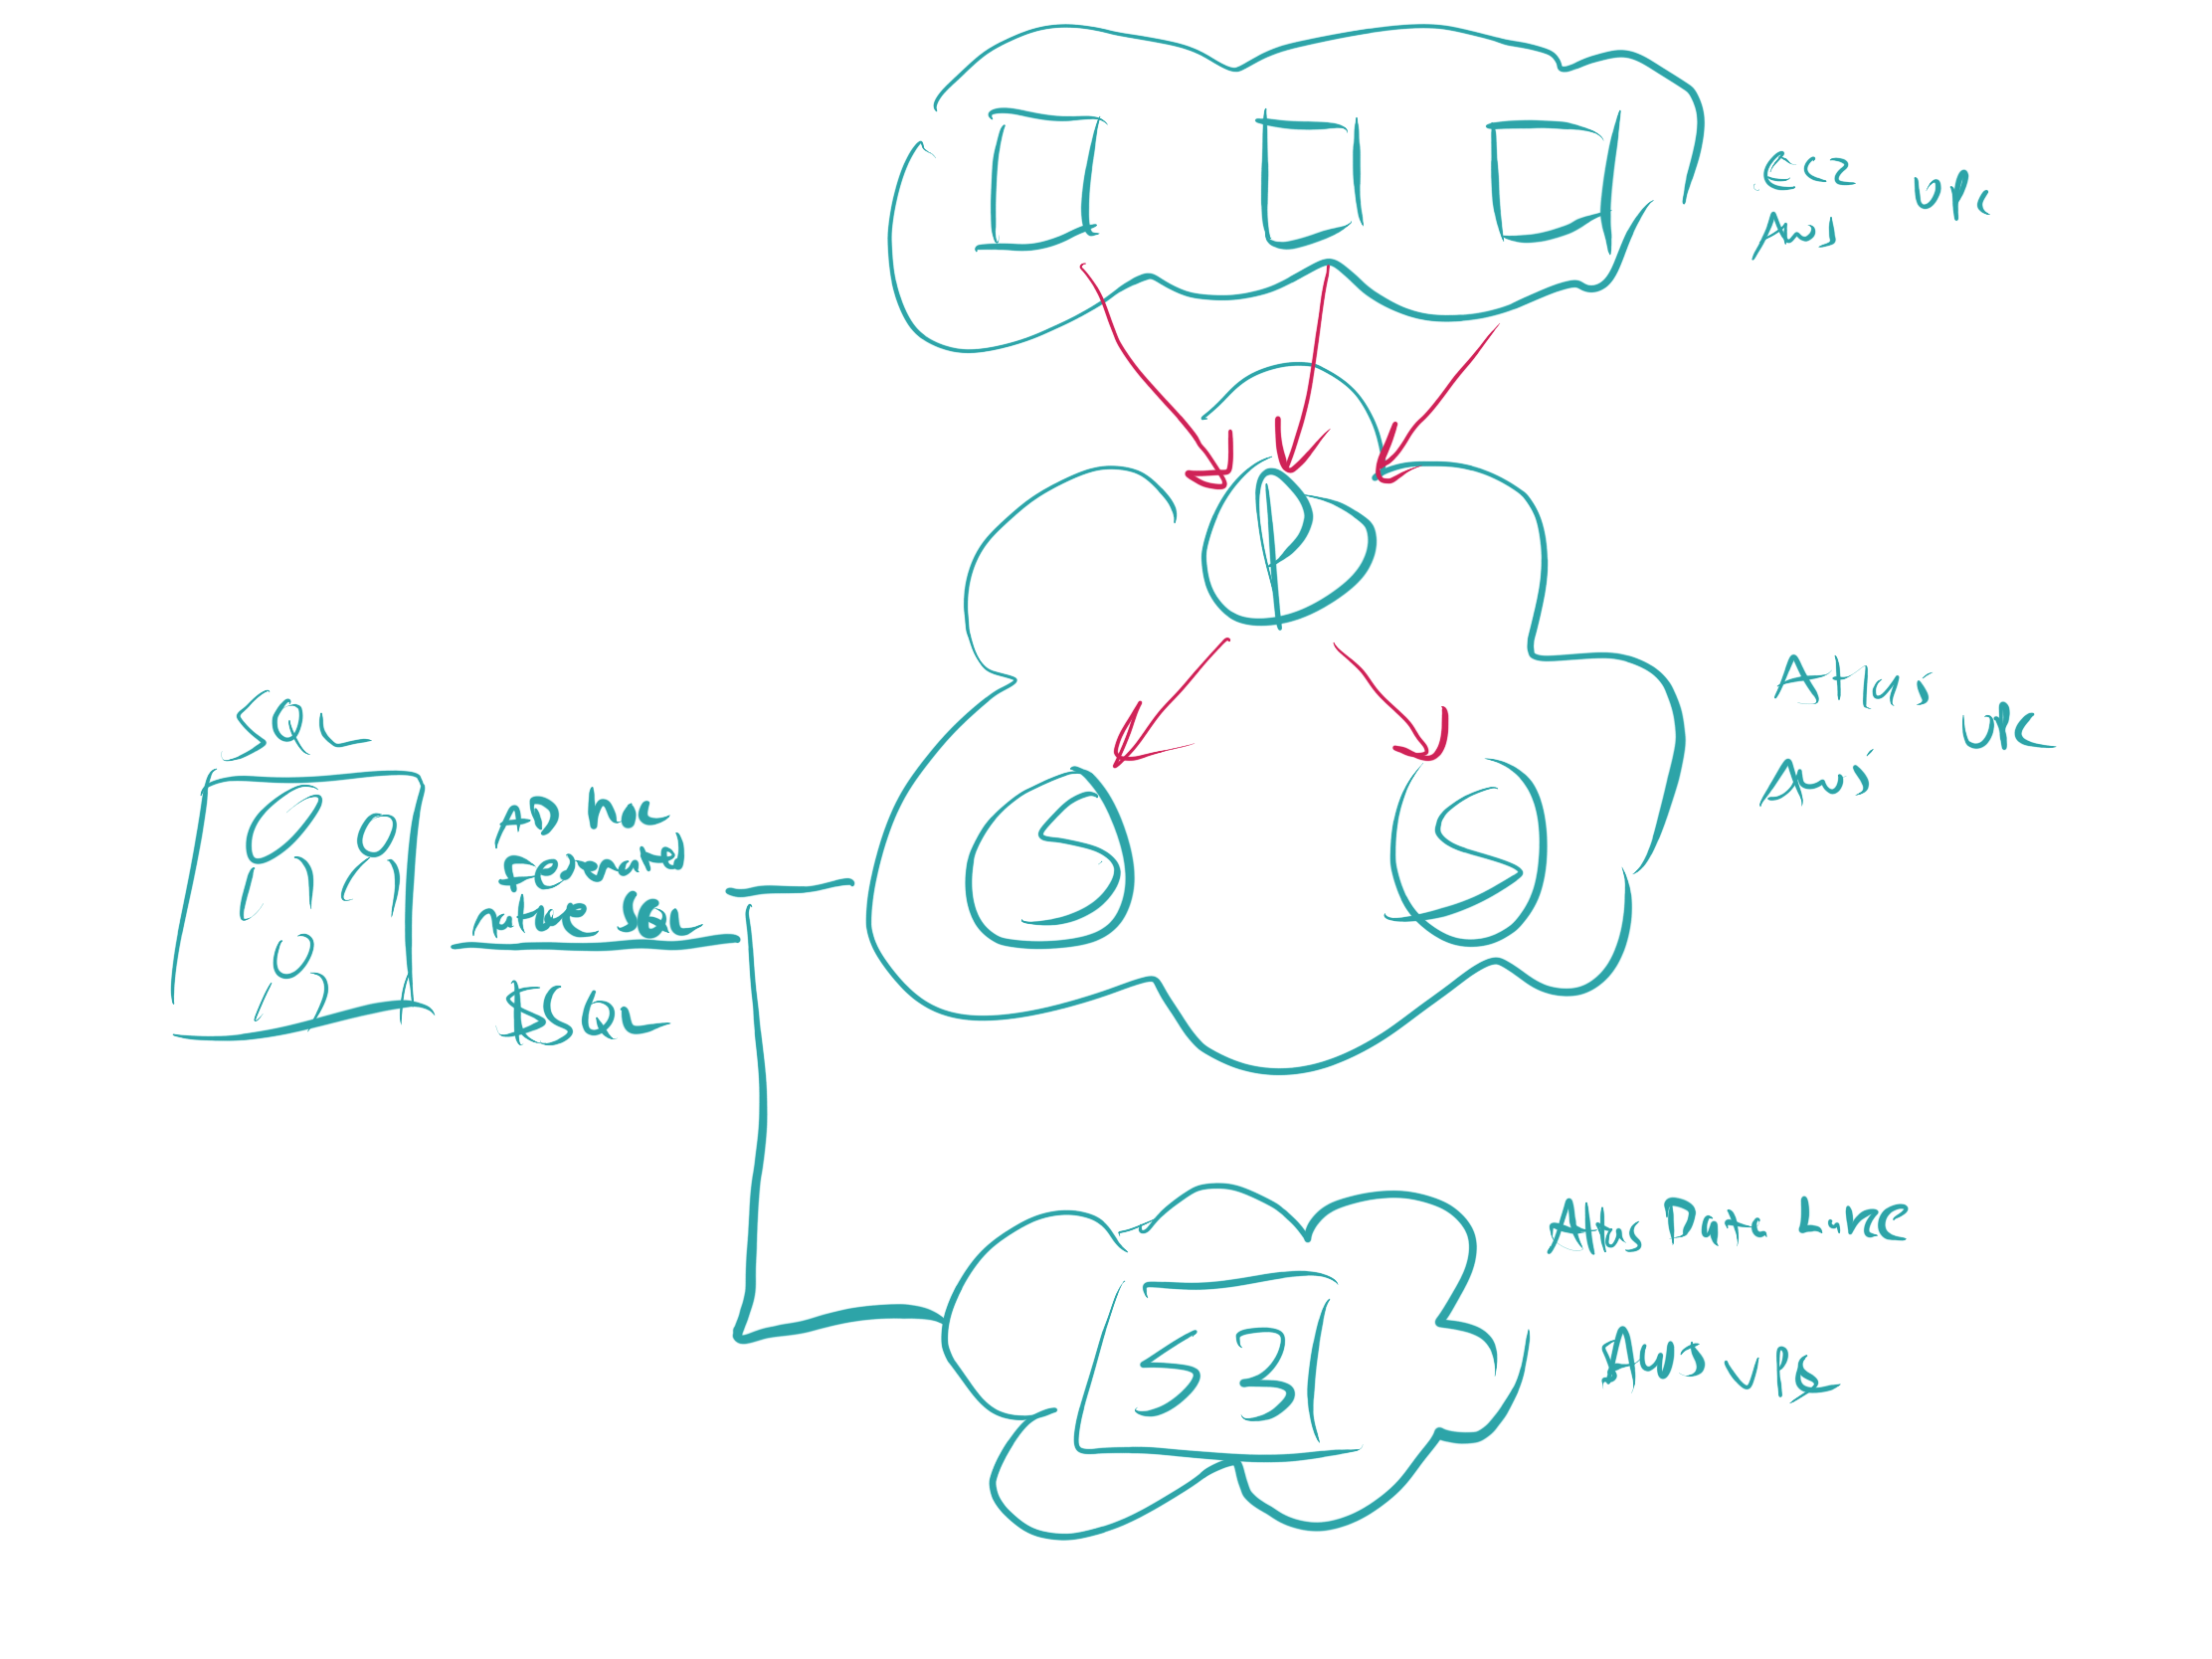 EC2
VPC
AWS
P
Atlas
VPC
AWS
SQL
AD Hoc
Federated
Native SQL
$SQL
S
S
Atlas Data Lake
S3
AWS VPC